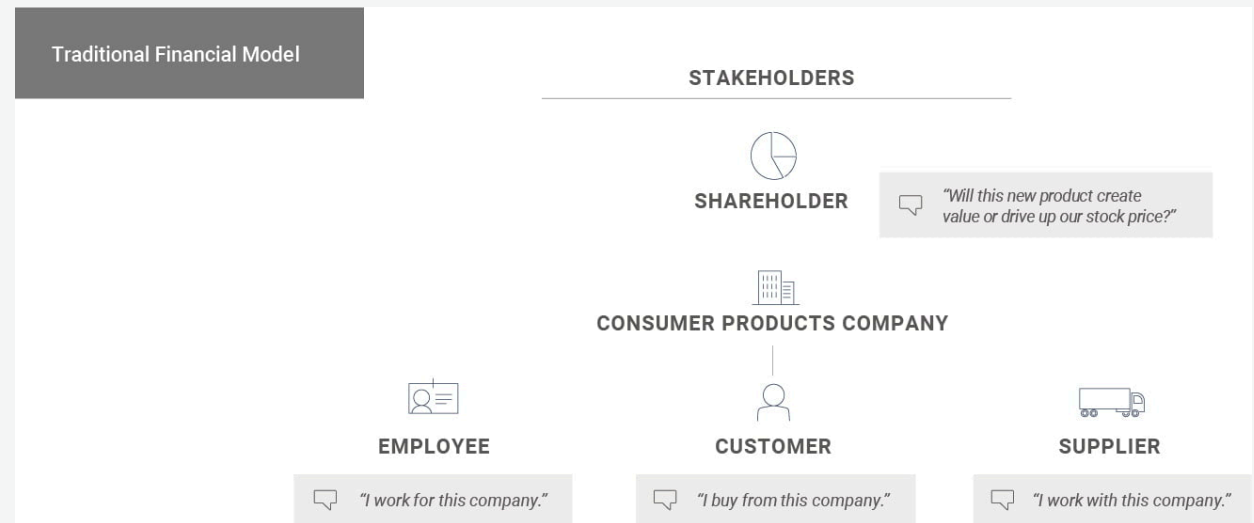 Traditional Financial Model
STAKEHOLDERS
SHAREHOLDER
“Will this new product create
value or drive up our stock price?”
CONSUMER PRODUCTS COMPANY
EMPLOYEE
CUSTOMER
SUPPLIER
“I work for this company.”
“I buy from this company.”
“I work with this company.”